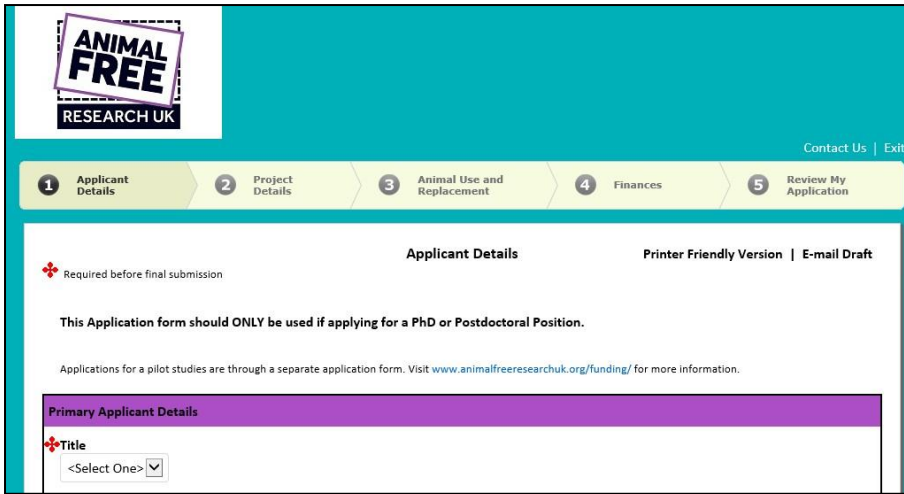 ANIMAL
FREE
RESEARCH UK
Contact Us | Exit
1 Applicant Details
2 Project Details
3 Animal Use and Replacement
4 Finances
5 Review My Application
Applicant Details
Printer Friendly Version | E-mail Draft
Required before final submission
This Application form should ONLY be used if applying for a PhD or Postdoctoral Position.
Applications for a pilot studies are through a separate application form. Visit www.animalfreeresearchuk.org/funding/ for more information.
Primary Applicant Details
Title
<Select One>